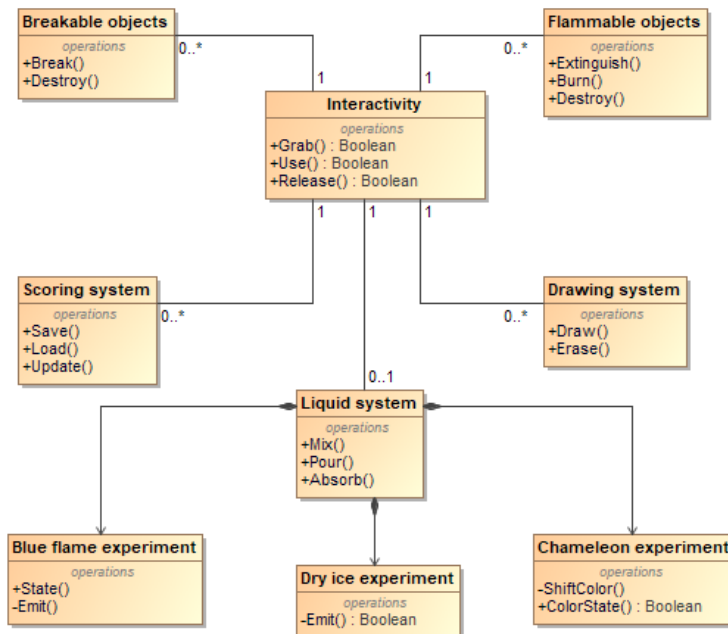 Breakable objects
operations
+Break()
+Destroy()
0..*
1
Flammable objects
operations
+Extinguish()
+Burn()
+Destroy()
0..*
1
Interactivity
operations
+Grab() : Boolean
+Use() : Boolean
+Release() : Boolean
1
1
1
Scoring system
operations
+Save()
+Load()
+Update()
0..*
Drawing system
operations
+Draw()
+Erase()
0..*
0..1
Liquid system
operations
+Mix()
+Pour()
+Absorb()
Blue flame experiment
operations
+State()
-Emit()
Dry ice experiment
operations
-Emit() : Boolean
Chameleon experiment
operations
-ShiftColor()
+ColorState() : Boolean